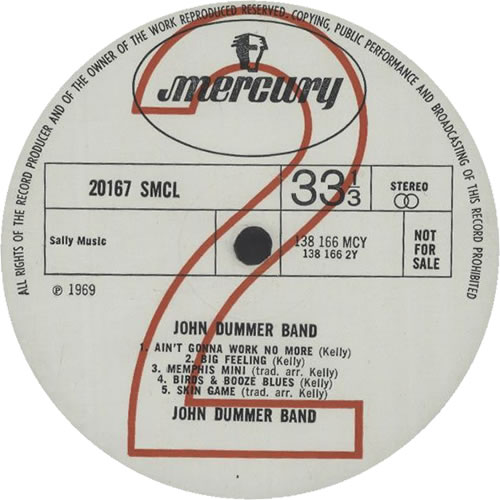 ALL RIGHTS OF THE RECORD PRODUCER AND OF THE OWNER OF THE WORK REPRODUCED RESERVED, COPYING, PUBLIC PERFORMANCE AND BROADCASTING OF THIS RECORD PROHIBITED
mercury
2
20167 SMCL
33 1/3
STEREO
Sally Music
138 166 MCY
138 166 2Y
NOT
FOR
SALE
℗ 1969
JOHN DUMMER BAND
1. AIN'T GONNA WORK NO MORE (Kelly)
2. BIG FEELING (Kelly)
3. MEMPHIS MINI (trad. arr. Kelly)
4. BIRDS & BOOZE BLUES (Kelly)
5. SKIN GAME (trad. arr. Kelly)
JOHN DUMMER BAND